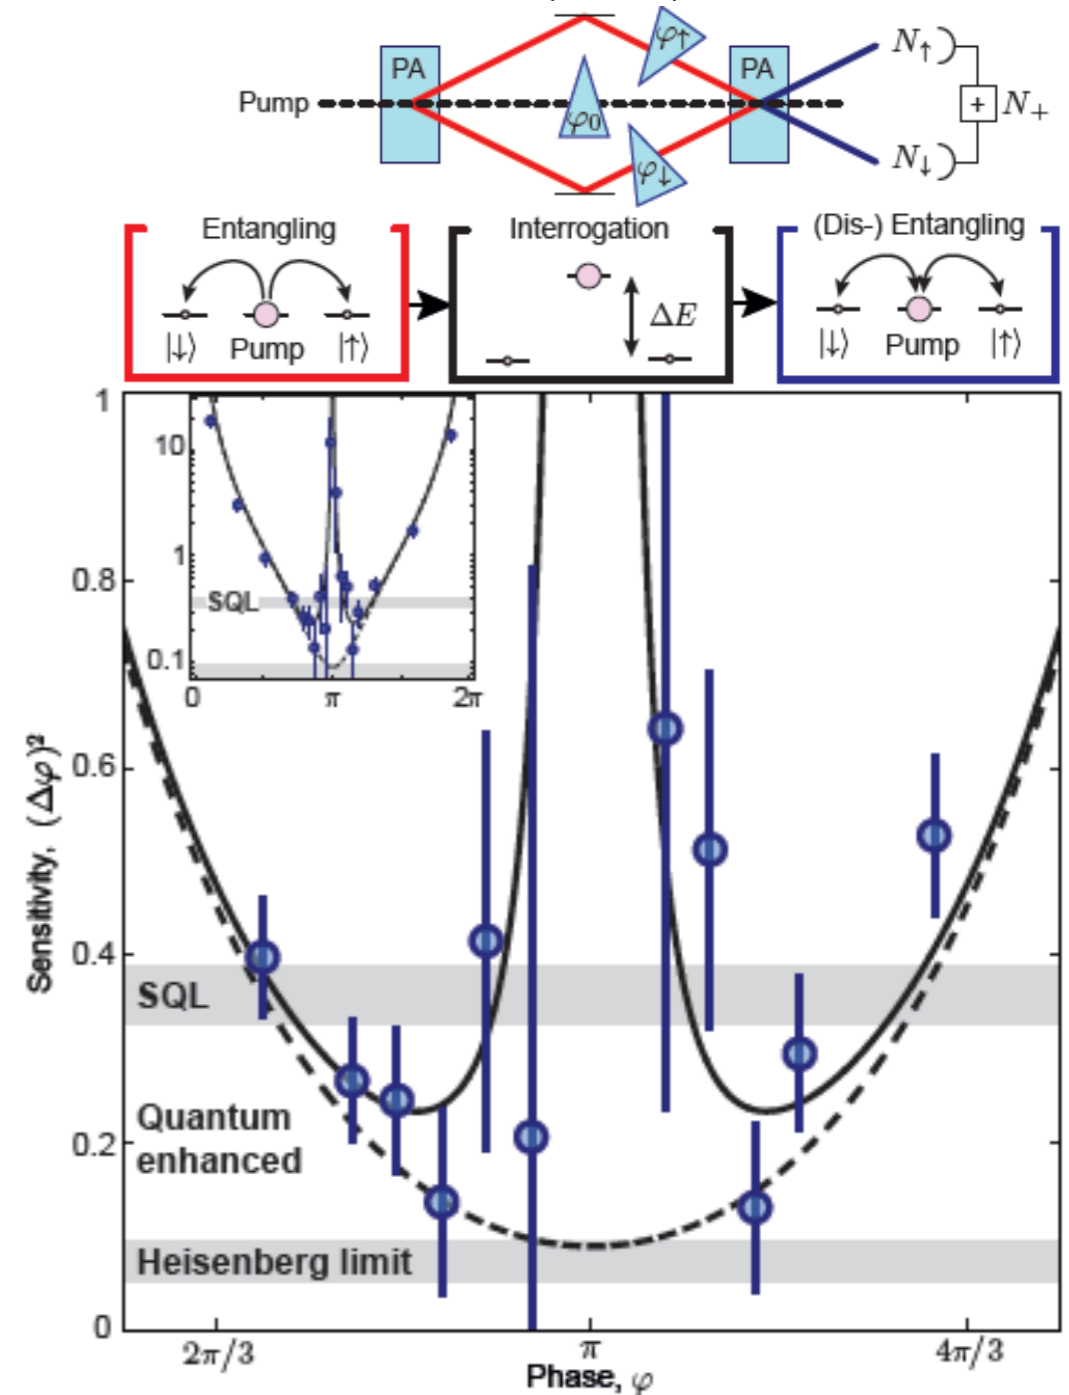 φ↑
PA
PA
N↑
Pump
φ0
+
N+
φ↓
N↓
Entangling
Interrogation
(Dis-) Entangling
ΔE
|↓⟩ Pump |↑⟩
|↓⟩ Pump |↑⟩
1
10
1
SQL
0.1
0 π 2π
0.8
0.6
0.4
SQL
Quantum
enhanced
0.2
Heisenberg limit
0
2π/3 π 4π/3
Phase, φ
Sensitivity, (Δφ)²